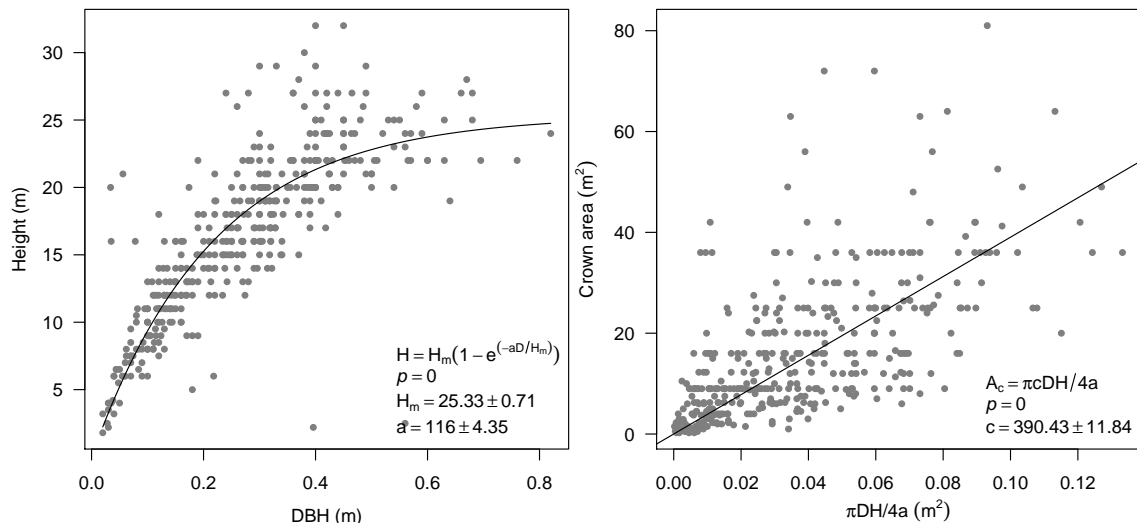 30
25
20
15
10
5
Height (m)
0.0 0.2 0.4 0.6 0.8
DBH (m)
H = Hₘ(1 − e^(−aD/Hₘ))
p = 0
Hₘ = 25.33 ± 0.71
a = 116 ± 4.35
80
60
40
20
0
Crown area (m²)
0.00 0.02 0.04 0.06 0.08 0.10 0.12
πDH/4a (m²)
A_c = πcDH/4a
p = 0
c = 390.43 ± 11.84